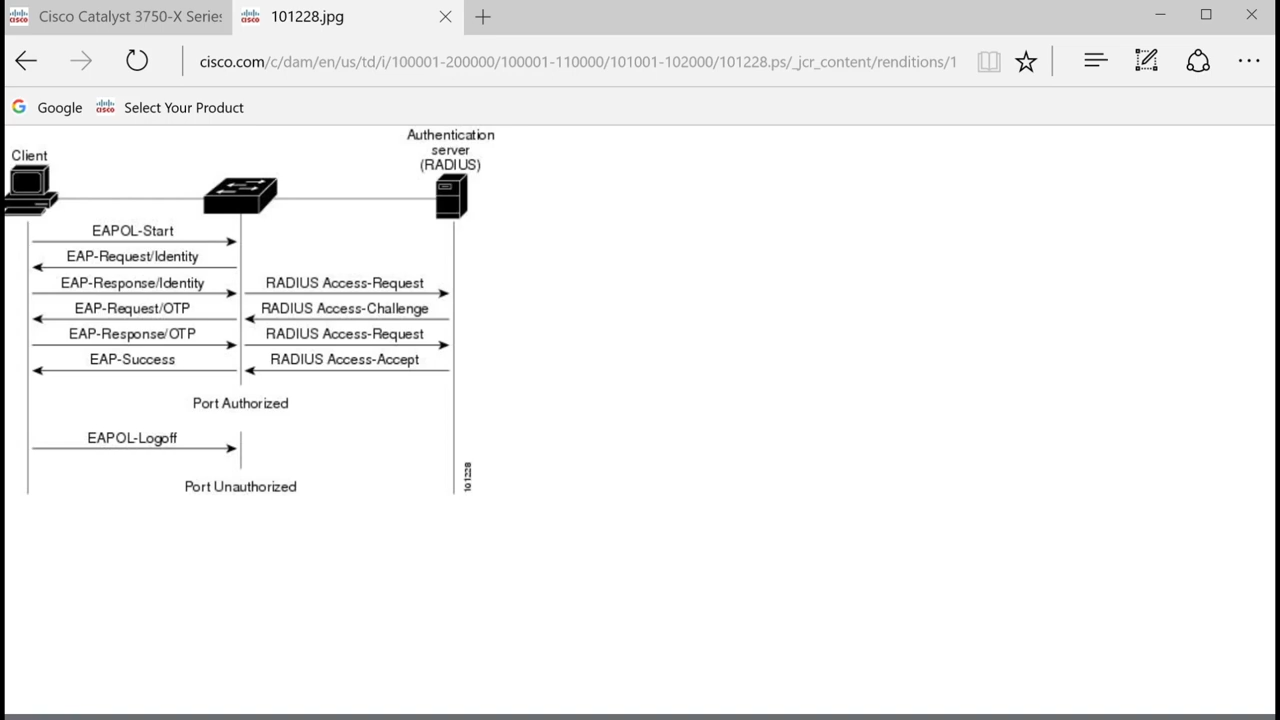 Cisco Catalyst 3750-X Series
101228.jpg
cisco.com/c/dam/en/us/td/i/100001-200000/100001-110000/101001-102000/101228.ps/_jcr_content/renditions/1
Google
CISCO
Select Your Product
Authentication
server
(RADIUS)
Client
EAPOL-Start
EAP-Request/Identity
EAP-Response/Identity
RADIUS Access-Request
EAP-Request/OTP
RADIUS Access-Challenge
EAP-Response/OTP
RADIUS Access-Request
EAP-Success
RADIUS Access-Accept
Port Authorized
EAPOL-Logoff
101228
Port Unauthorized